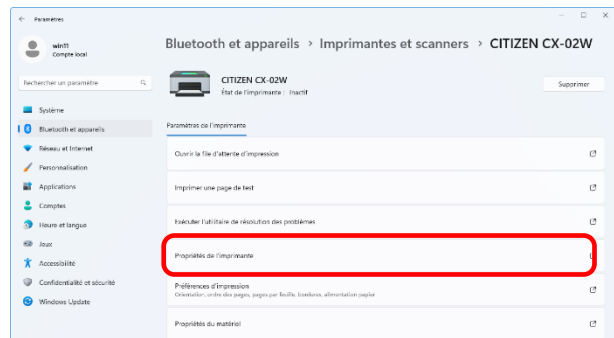 Paramètres
win11
Compte local
Bluetooth et appareils > Imprimantes et scanners > CITIZEN CX-02W
Rechercher un paramètre
CITIZEN CX-02W
État de l'imprimante : Inactif
Supprimer
Système
Bluetooth et appareils
Réseau et Internet
Personnalisation
Applications
Comptes
Heure et langue
Jeux
Accessibilité
Confidentialité et sécurité
Windows Update
Paramètres de l'imprimante
Ouvrir la file d'attente d'impression
Imprimer une page de test
Exécuter l'utilitaire de résolution des problèmes
Propriétés de l'imprimante
Préférences d'impression
Orientation, ordre des pages, pages par feuille, bordures, alimentation papier
Propriétés du matériel